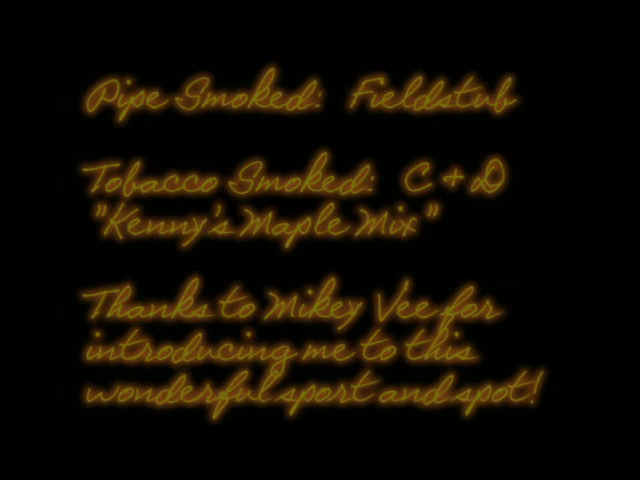 Pipe Smoked: Fieldstub
Tobacco Smoked: C + D
"Kenny's Maple Mix"
Thanks to Mikey Vee for
introducing me to this
wonderful sport and spot!